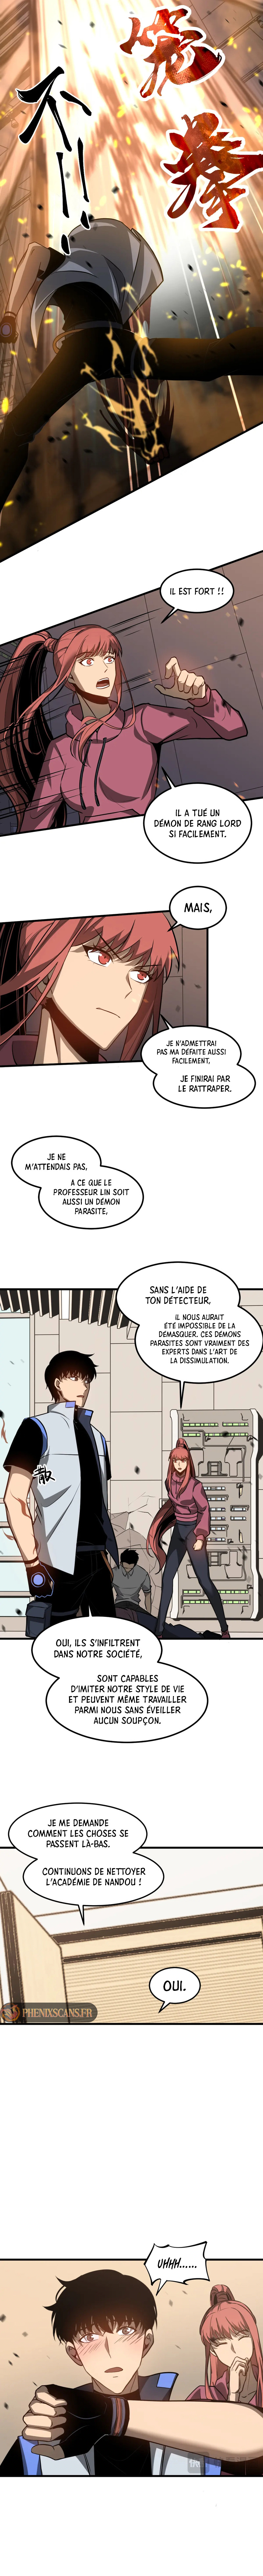 不!!
IL EST FORT !!
IL A TUÉ UN
DÉMON DE RANG LORD
SI FACILEMENT.
MAIS,
JE N'ADMETTRAI
PAS MA DÉFAITE AUSSI
FACILEMENT,
JE FINIRAI PAR
LE RATTRAPER.
JE NE
M'ATTENDAIS PAS,
A CE QUE LE
PROFESSEUR LIN SOIT
AUSSI UN DÉMON
PARASITE,
SANS L'AIDE DE
TON DÉTECTEUR,
IL NOUS AURAIT
ÉTÉ IMPOSSIBLE DE LA
DÉMASQUER. CES DÉMONS
PARASITES SONT VRAIMENT DES
EXPERTS DANS L'ART DE
LA DISSIMULATION.
散
OUI, ILS S'INFILTRENT
DANS NOTRE SOCIÉTÉ,
SONT CAPABLES
D'IMITER NOTRE STYLE DE VIE
ET PEUVENT MÊME TRAVAILLER
PARMI NOUS SANS ÉVEILLER
AUCUN SOUPÇON.
JE ME DEMANDE
COMMENT LES CHOSES SE
PASSENT LÀ-BAS.
CONTINUONS DE NETTOYER
L'ACADÉMIE DE NANDOU !
OUI.
PHENIXSCANS.FR
UHHH......